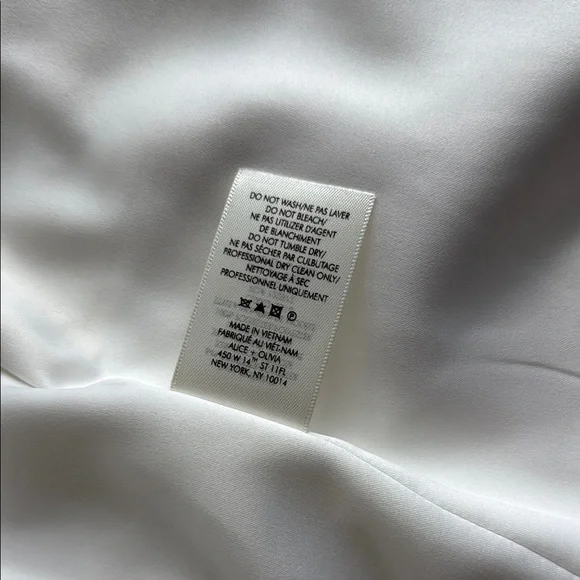 DO NOT WASH/NE PAS LAVER
DO NOT BLEACH/
NE PAS UTILIZER D'AGENT
DE BLANCHIMENT
DO NOT TUMBLE DRY/
NE PAS SÉCHER PAR CULBUTAGE
PROFESSIONAL DRY CLEAN ONLY/
NETTOYAGE À SEC
PROFESSIONNEL UNIQUEMENT
P
MADE IN VIETNAM
FABRIQUÉ AU VIÊT-NAM
ALICE + OLIVIA
450 W 14TH ST 11FL
NEW YORK, NY 10014